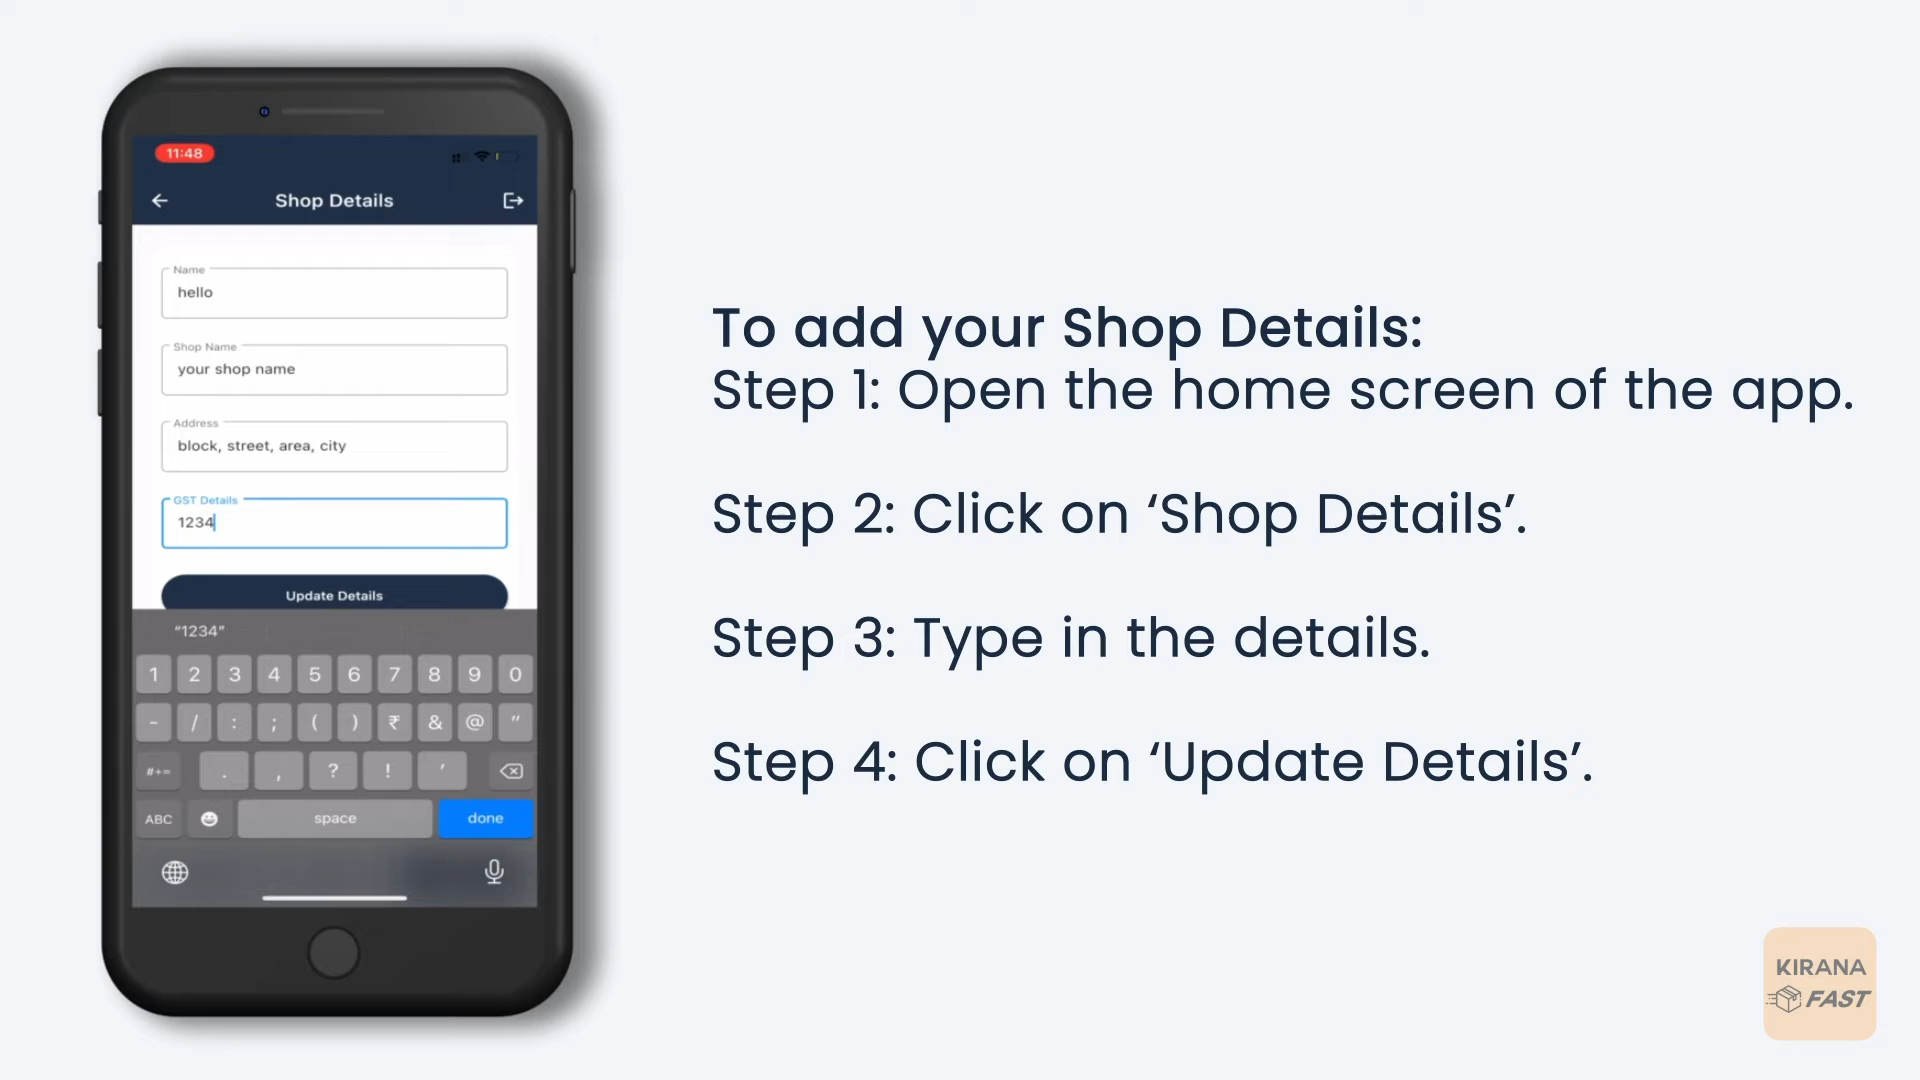 11:48
Shop Details
Name
hello
Shop Name
your shop name
Address
block, street, area, city
GST Details
1234
Update Details
“1234”
1 2 3 4 5 6 7 8 9 0
- / : ; ( ) ₹ & @ "
#+= . , ? ! '
ABC space done
To add your Shop Details:
Step 1: Open the home screen of the app.
Step 2: Click on ‘Shop Details’.
Step 3: Type in the details.
Step 4: Click on ‘Update Details’.
KIRANA
FAST